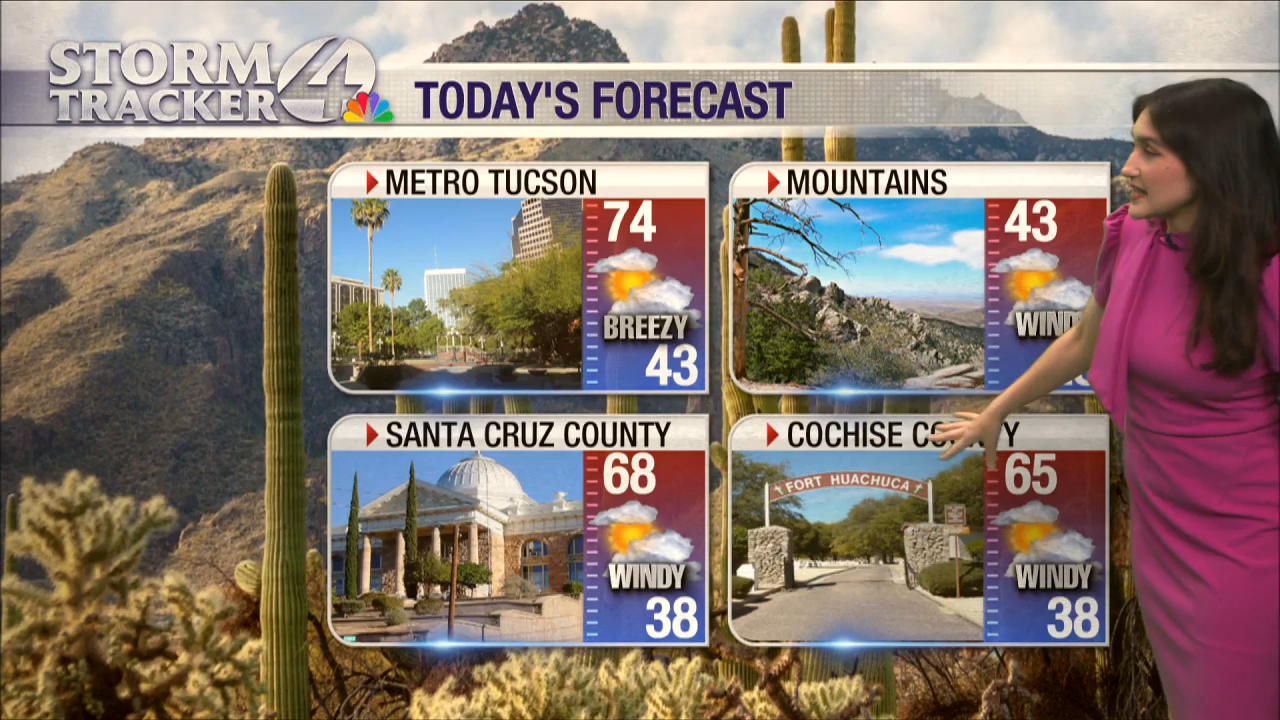 STORM
TRACKER 4
TODAY'S FORECAST
METRO TUCSON
74
BREEZY
43
MOUNTAINS
43
SANTA CRUZ COUNTY
68
WINDY
38
COCHISE
FORT HUACHUCA
65
WINDY
38